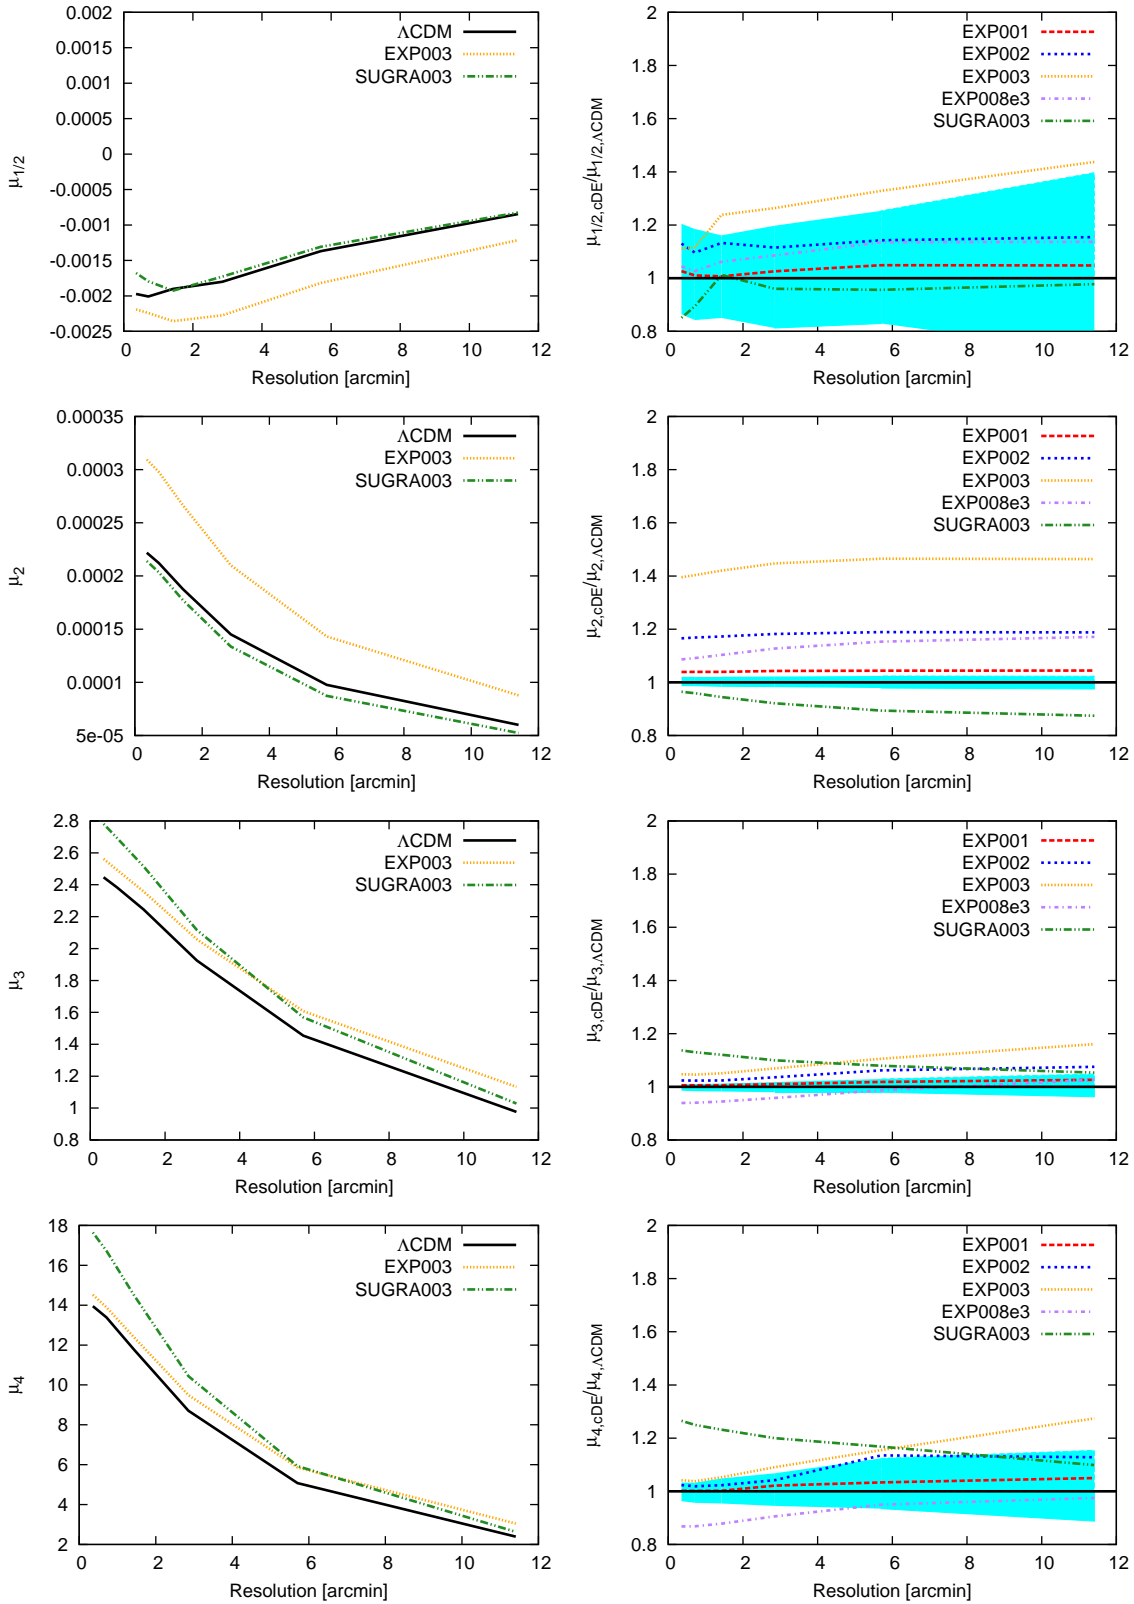 0.002
0.0015
0.001
0.0005
0
-0.0005
-0.001
-0.0015
-0.002
-0.0025
μ1/2
0 2 4 6 8 10 12
Resolution [arcmin]
ΛCDM
EXP003
SUGRA003
2
1.8
1.6
1.4
1.2
1
0.8
μ1/2,cDE/μ1/2,ΛCDM
0 2 4 6 8 10 12
Resolution [arcmin]
EXP001
EXP002
EXP003
EXP008e3
SUGRA003
0.00035
0.0003
0.00025
0.0002
0.00015
0.0001
5e-05
μ2
0 2 4 6 8 10 12
Resolution [arcmin]
ΛCDM
EXP003
SUGRA003
2
1.8
1.6
1.4
1.2
1
0.8
μ2,cDE/μ2,ΛCDM
0 2 4 6 8 10 12
Resolution [arcmin]
EXP001
EXP002
EXP003
EXP008e3
SUGRA003
2.8
2.6
2.4
2.2
2
1.8
1.6
1.4
1.2
1
0.8
μ3
0 2 4 6 8 10 12
Resolution [arcmin]
ΛCDM
EXP003
SUGRA003
2
1.8
1.6
1.4
1.2
1
0.8
μ3,cDE/μ3,ΛCDM
0 2 4 6 8 10 12
Resolution [arcmin]
EXP001
EXP002
EXP003
EXP008e3
SUGRA003
18
16
14
12
10
8
6
4
2
μ4
0 2 4 6 8 10 12
Resolution [arcmin]
ΛCDM
EXP003
SUGRA003
2
1.8
1.6
1.4
1.2
1
0.8
μ4,cDE/μ4,ΛCDM
0 2 4 6 8 10 12
Resolution [arcmin]
EXP001
EXP002
EXP003
EXP008e3
SUGRA003